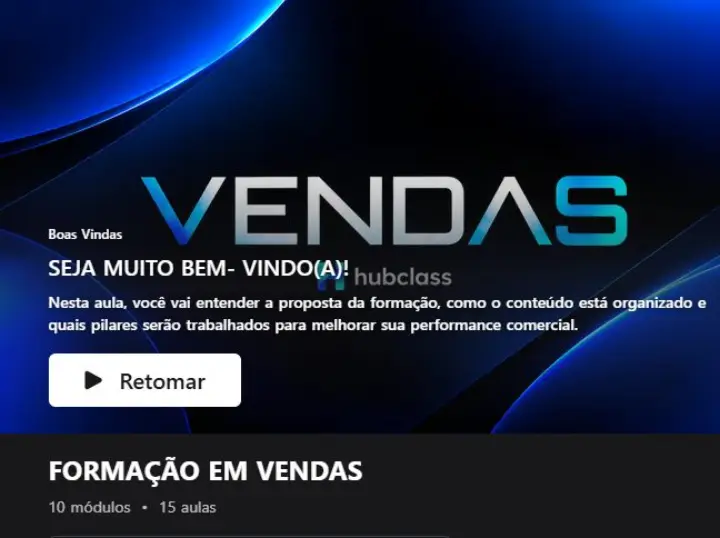 VENDAS
Boas Vindas
SEJA MUITO BEM- VINDO(A)!
hubclass
Nesta aula, você vai entender a proposta da formação, como o conteúdo está organizado e
quais pilares serão trabalhados para melhorar sua performance comercial.
Retomar
FORMAÇÃO EM VENDAS
10 módulos • 15 aulas